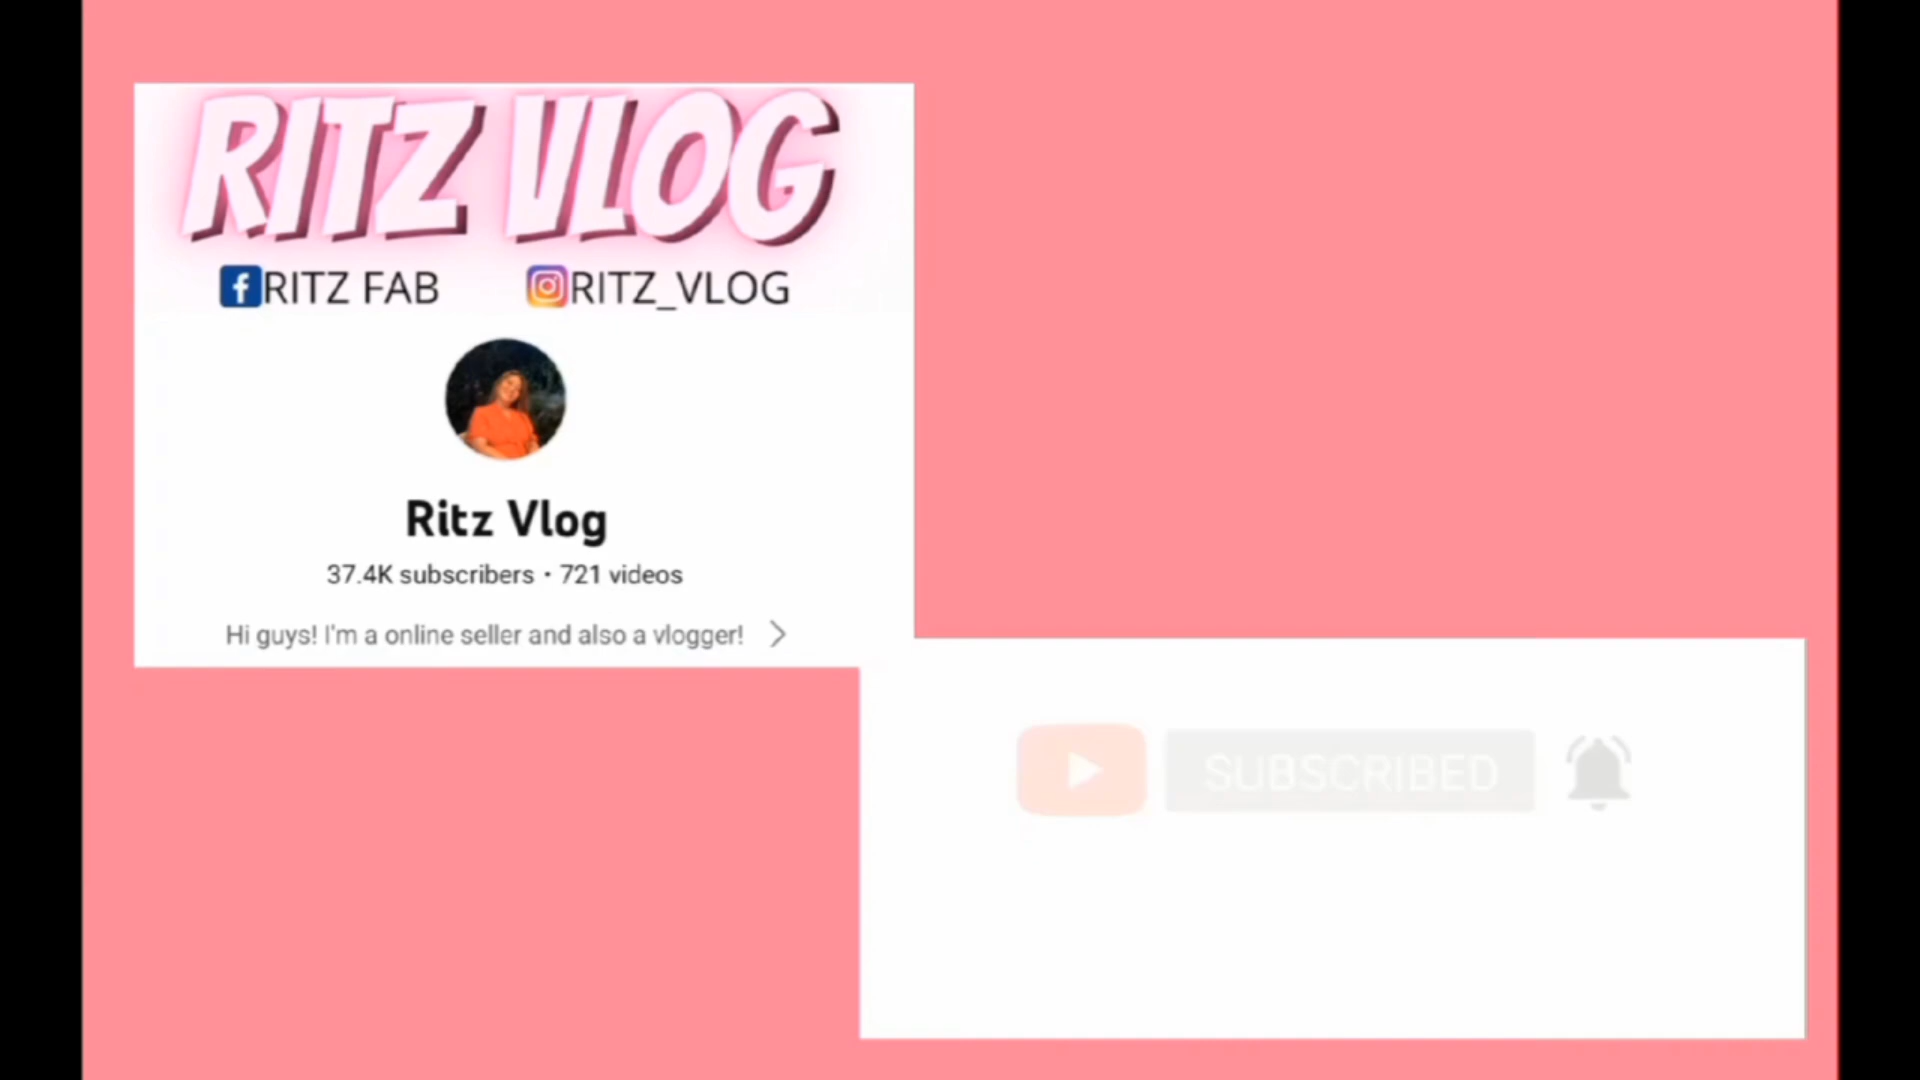 RITZ VLOG
RITZ FAB RITZ_VLOG
Ritz Vlog
37.4K subscribers • 721 videos
Hi guys! I'm a online seller and also a vlogger!
SUBSCRIBED